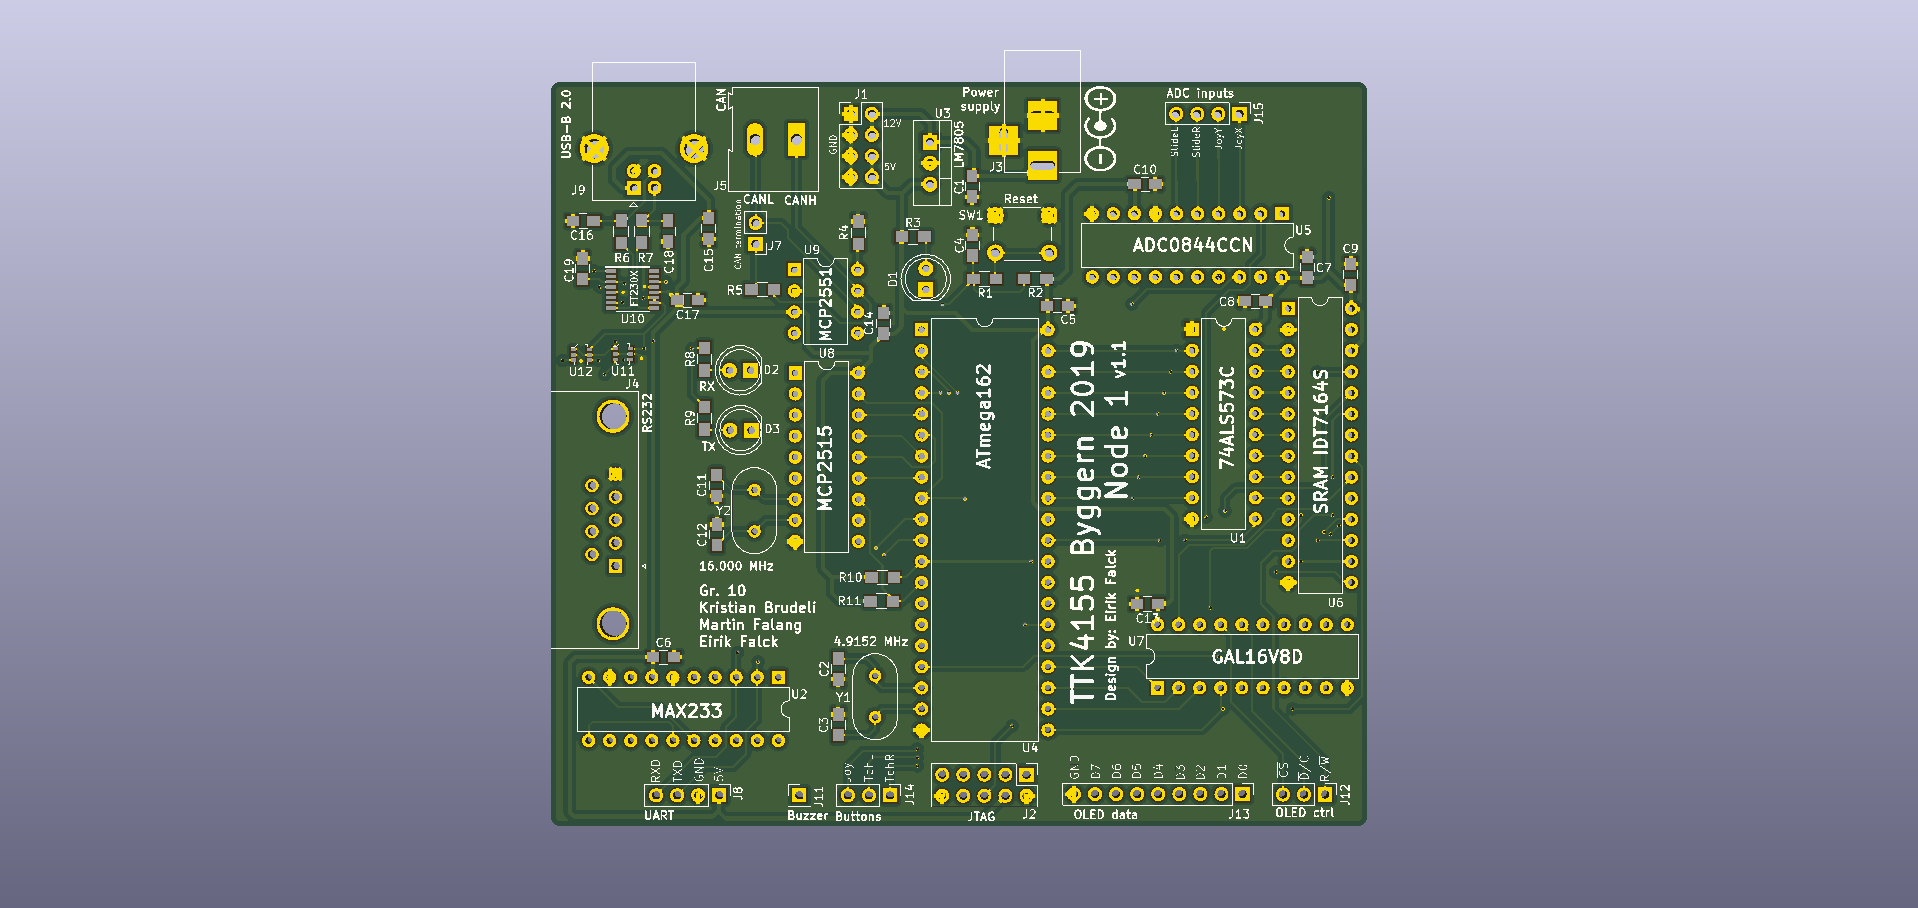 USB-B 2.0
J9
CAN
J5
CANL CANH
CAN termination
J7
J1
12V
GND
5V
U3
LM7805
Power
supply
J3
+
-
ADC inputs
J15
SlideL
SlideR
JoyY
JoyX
C1
C10
Reset
SW1
C4
R1
R2
C5
R3
R4
D1
U5
ADC0844CCN
C7
C9
C8
C16
R6 R7
C18
C15
C19
FT230X
U10
C17
U12
U11
U9
MCP2551
R5
C14
U8
MCP2515
R8
RX
D2
R9
TX
D3
J4
RS232
C11
C12
Y2
16.000 MHz
Gr. 10
Kristian Brudeli
Martin Falang
Eirik Falck
R10
R11
4.9152 MHz
C2
Y1
C3
ATmega162
U4
TTK4155 Byggern 2019
Node 1 v1.1
Design by: Eirik Falck
74ALS573C
U1
SRAM IDT7164S
U6
C13
U7
GAL16V8D
C6
U2
MAX233
RXD
TXD
GND
5V
J8
UART
J11
Buzzer
Joy
TchL
TchR
J14
Buttons
J2
JTAG
GND
D7
D6
D5
D4
D3
D2
D1
D0
J13
OLED data
CS
D/C
R/W
J12
OLED ctrl